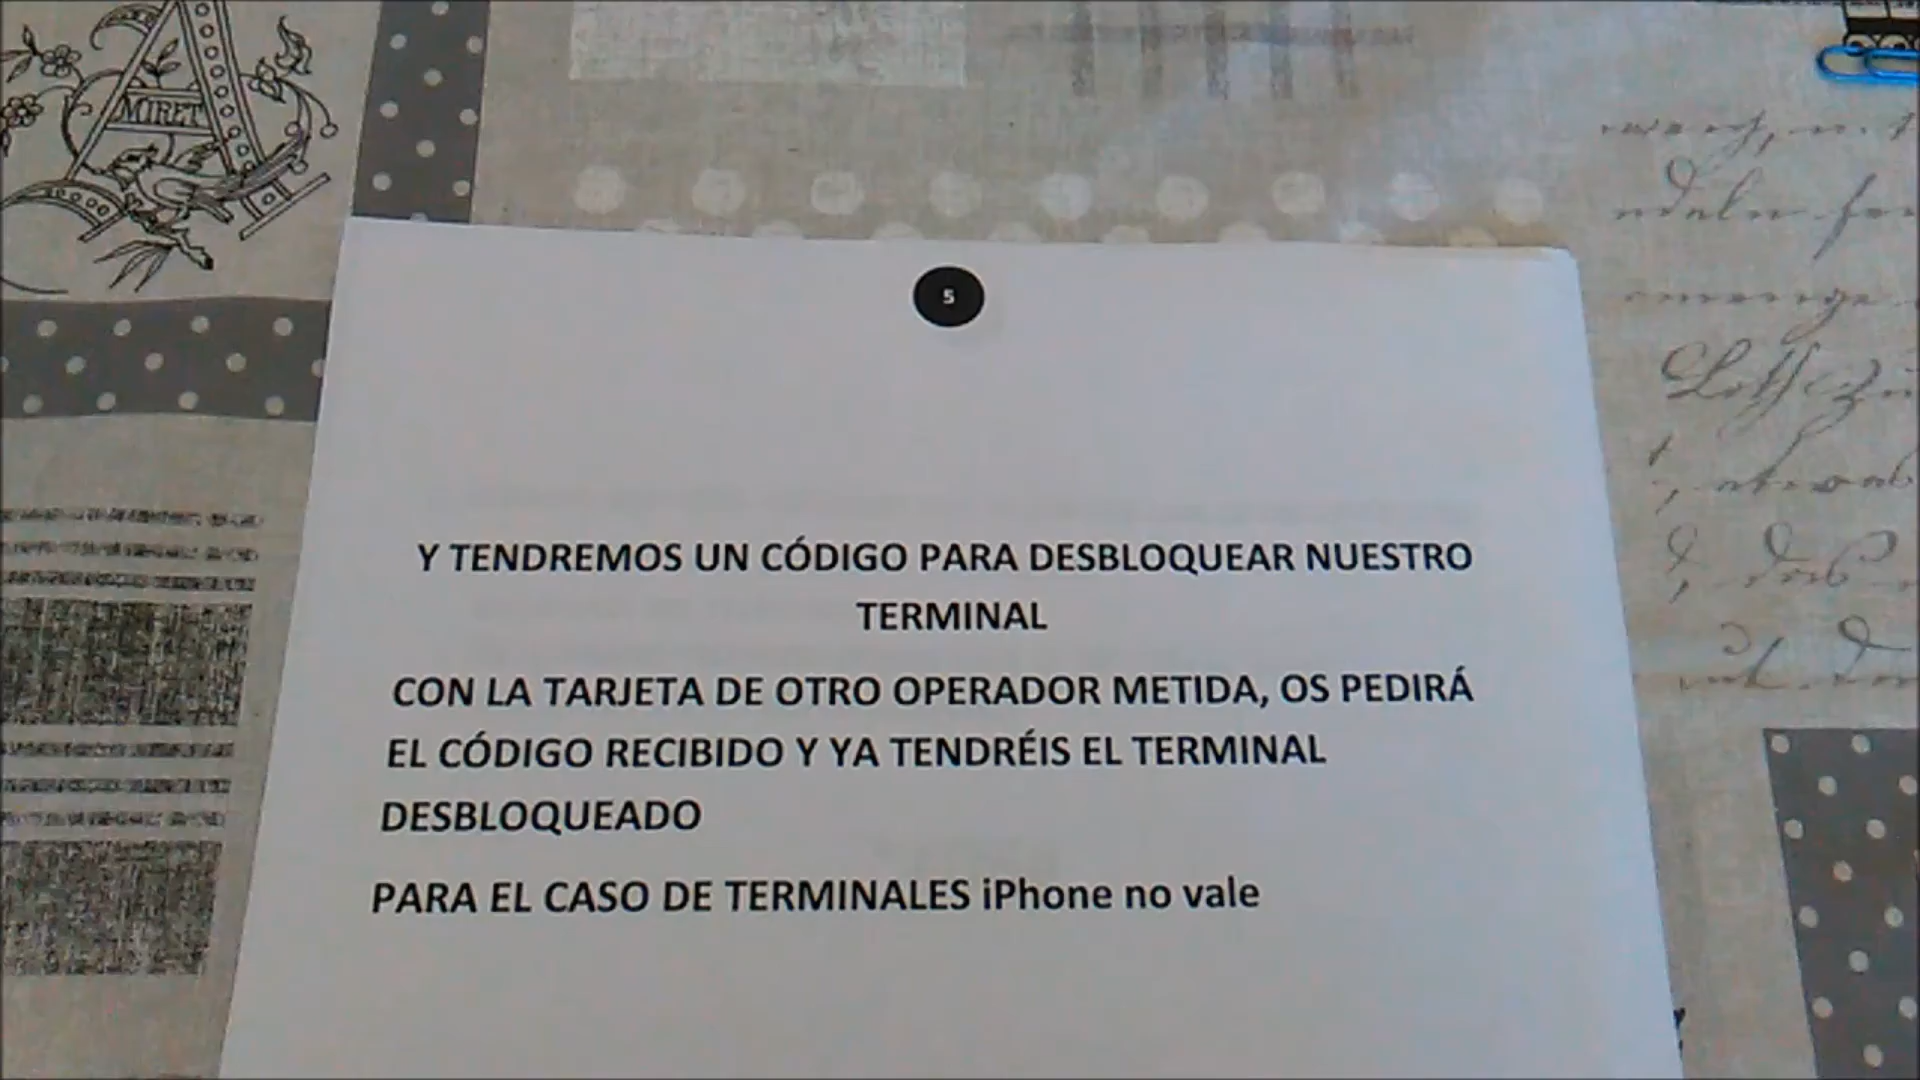 MIRET
5
Y TENDREMOS UN CÓDIGO PARA DESBLOQUEAR NUESTRO
TERMINAL
CON LA TARJETA DE OTRO OPERADOR METIDA, OS PEDIRÁ
EL CÓDIGO RECIBIDO Y YA TENDRÉIS EL TERMINAL
DESBLOQUEADO
PARA EL CASO DE TERMINALES iPhone no vale